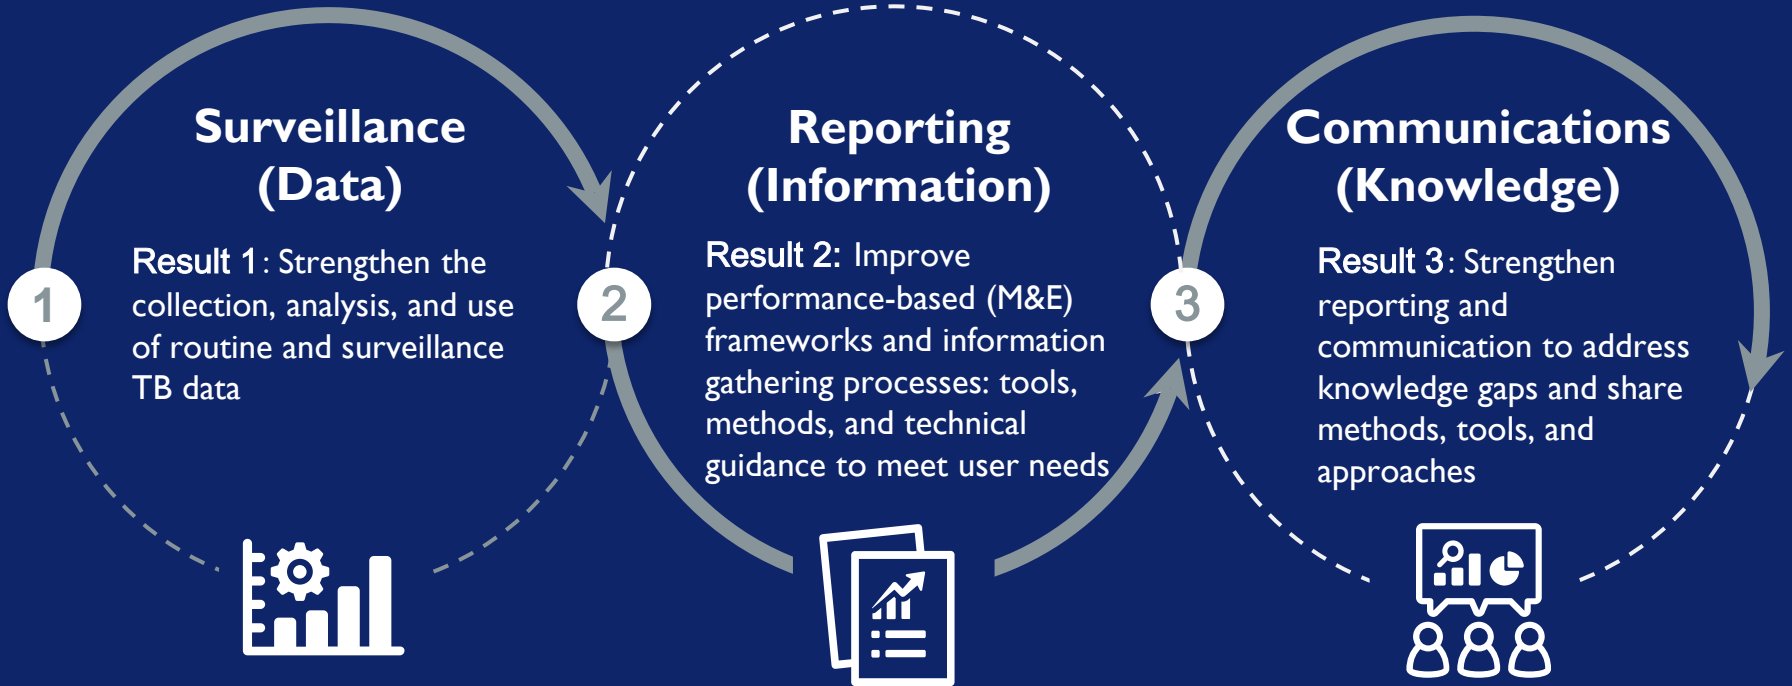 Surveillance
(Data)
1
Result 1: Strengthen the
collection, analysis, and use
of routine and surveillance
TB data
Reporting
(Information)
2
Result 2: Improve
performance-based (M&E)
frameworks and information
gathering processes: tools,
methods, and technical
guidance to meet user needs
Communications
(Knowledge)
3
Result 3: Strengthen
reporting and
communication to address
knowledge gaps and share
methods, tools, and
approaches